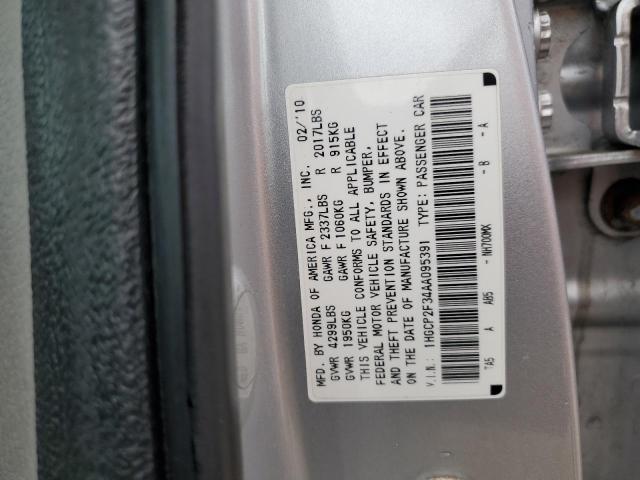 MFD. BY HONDA OF AMERICA MFG., INC. 02/'10
GVWR 4299LBS GAWR F 2337LBS R 2017LBS
GVWR 1950KG GAWR F 1060KG R 915KG
THIS VEHICLE CONFORMS TO ALL APPLICABLE
FEDERAL MOTOR VEHICLE SAFETY, BUMPER,
AND THEFT PREVENTION STANDARDS IN EFFECT
ON THE DATE OF MANUFACTURE SHOWN ABOVE.
V.I.N.: 1HGCP2F34AA095391 TYPE: PASSENGER CAR
TA5 A AB5 - NH700MX - B - A